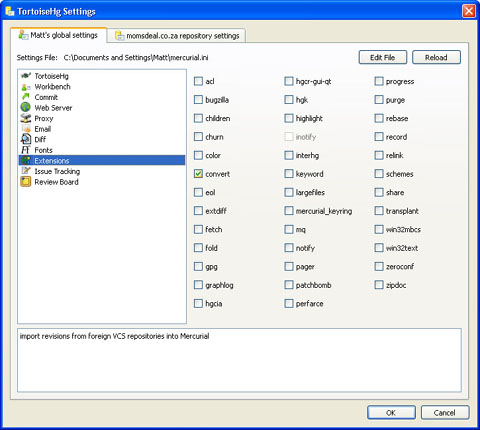 TortoiseHg Settings
Matt's global settings
momsdeal.co.za repository settings
Settings File: C:\Documents and Settings\Matt\mercurial.ini
Edit File
Reload
TortoiseHg
Workbench
Commit
Web Server
Proxy
Email
Diff
Fonts
Extensions
Issue Tracking
Review Board
acl
bugzilla
children
churn
color
convert
eol
extdiff
fetch
fold
gpg
graphlog
hgcia
hgcr-gui-qt
hgk
highlight
inotify
interhg
keyword
largefiles
mercurial_keyring
mq
notify
pager
patchbomb
perfarce
progress
purge
rebase
record
relink
schemes
share
transplant
win32mbcs
win32text
zeroconf
zipdoc
import revisions from foreign VCS repositories into Mercurial
OK
Cancel